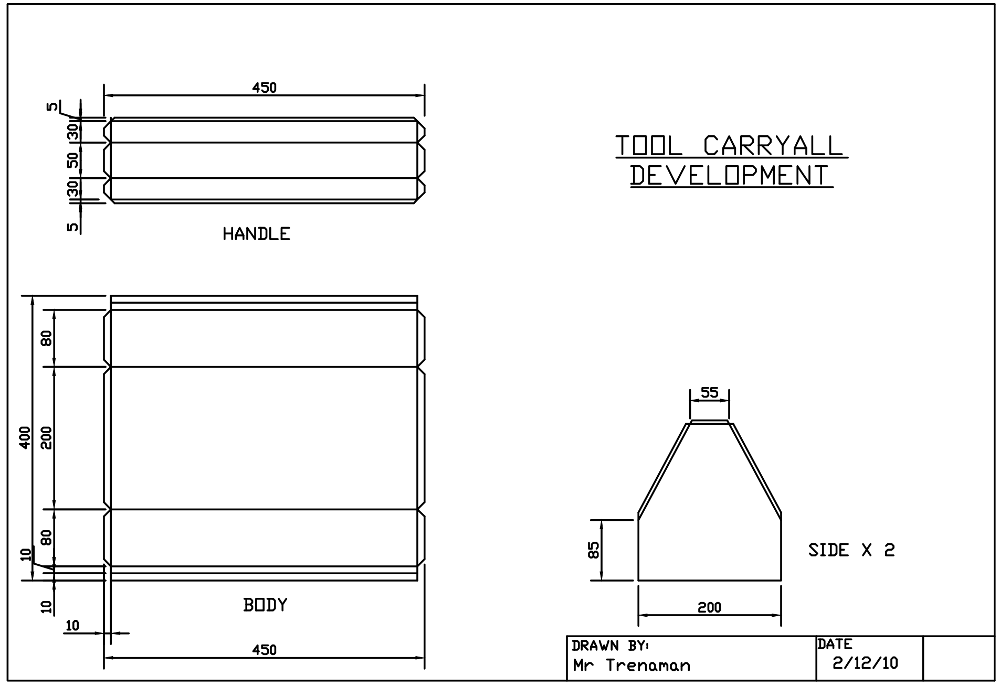 450
5
30
50
30
5
HANDLE
TOOL CARRYALL
DEVELOPMENT
400
80
200
80
10
10
10
450
BODY
55
85
200
SIDE X 2
DRAWN BY:
Mr Trenaman
DATE
2/12/10